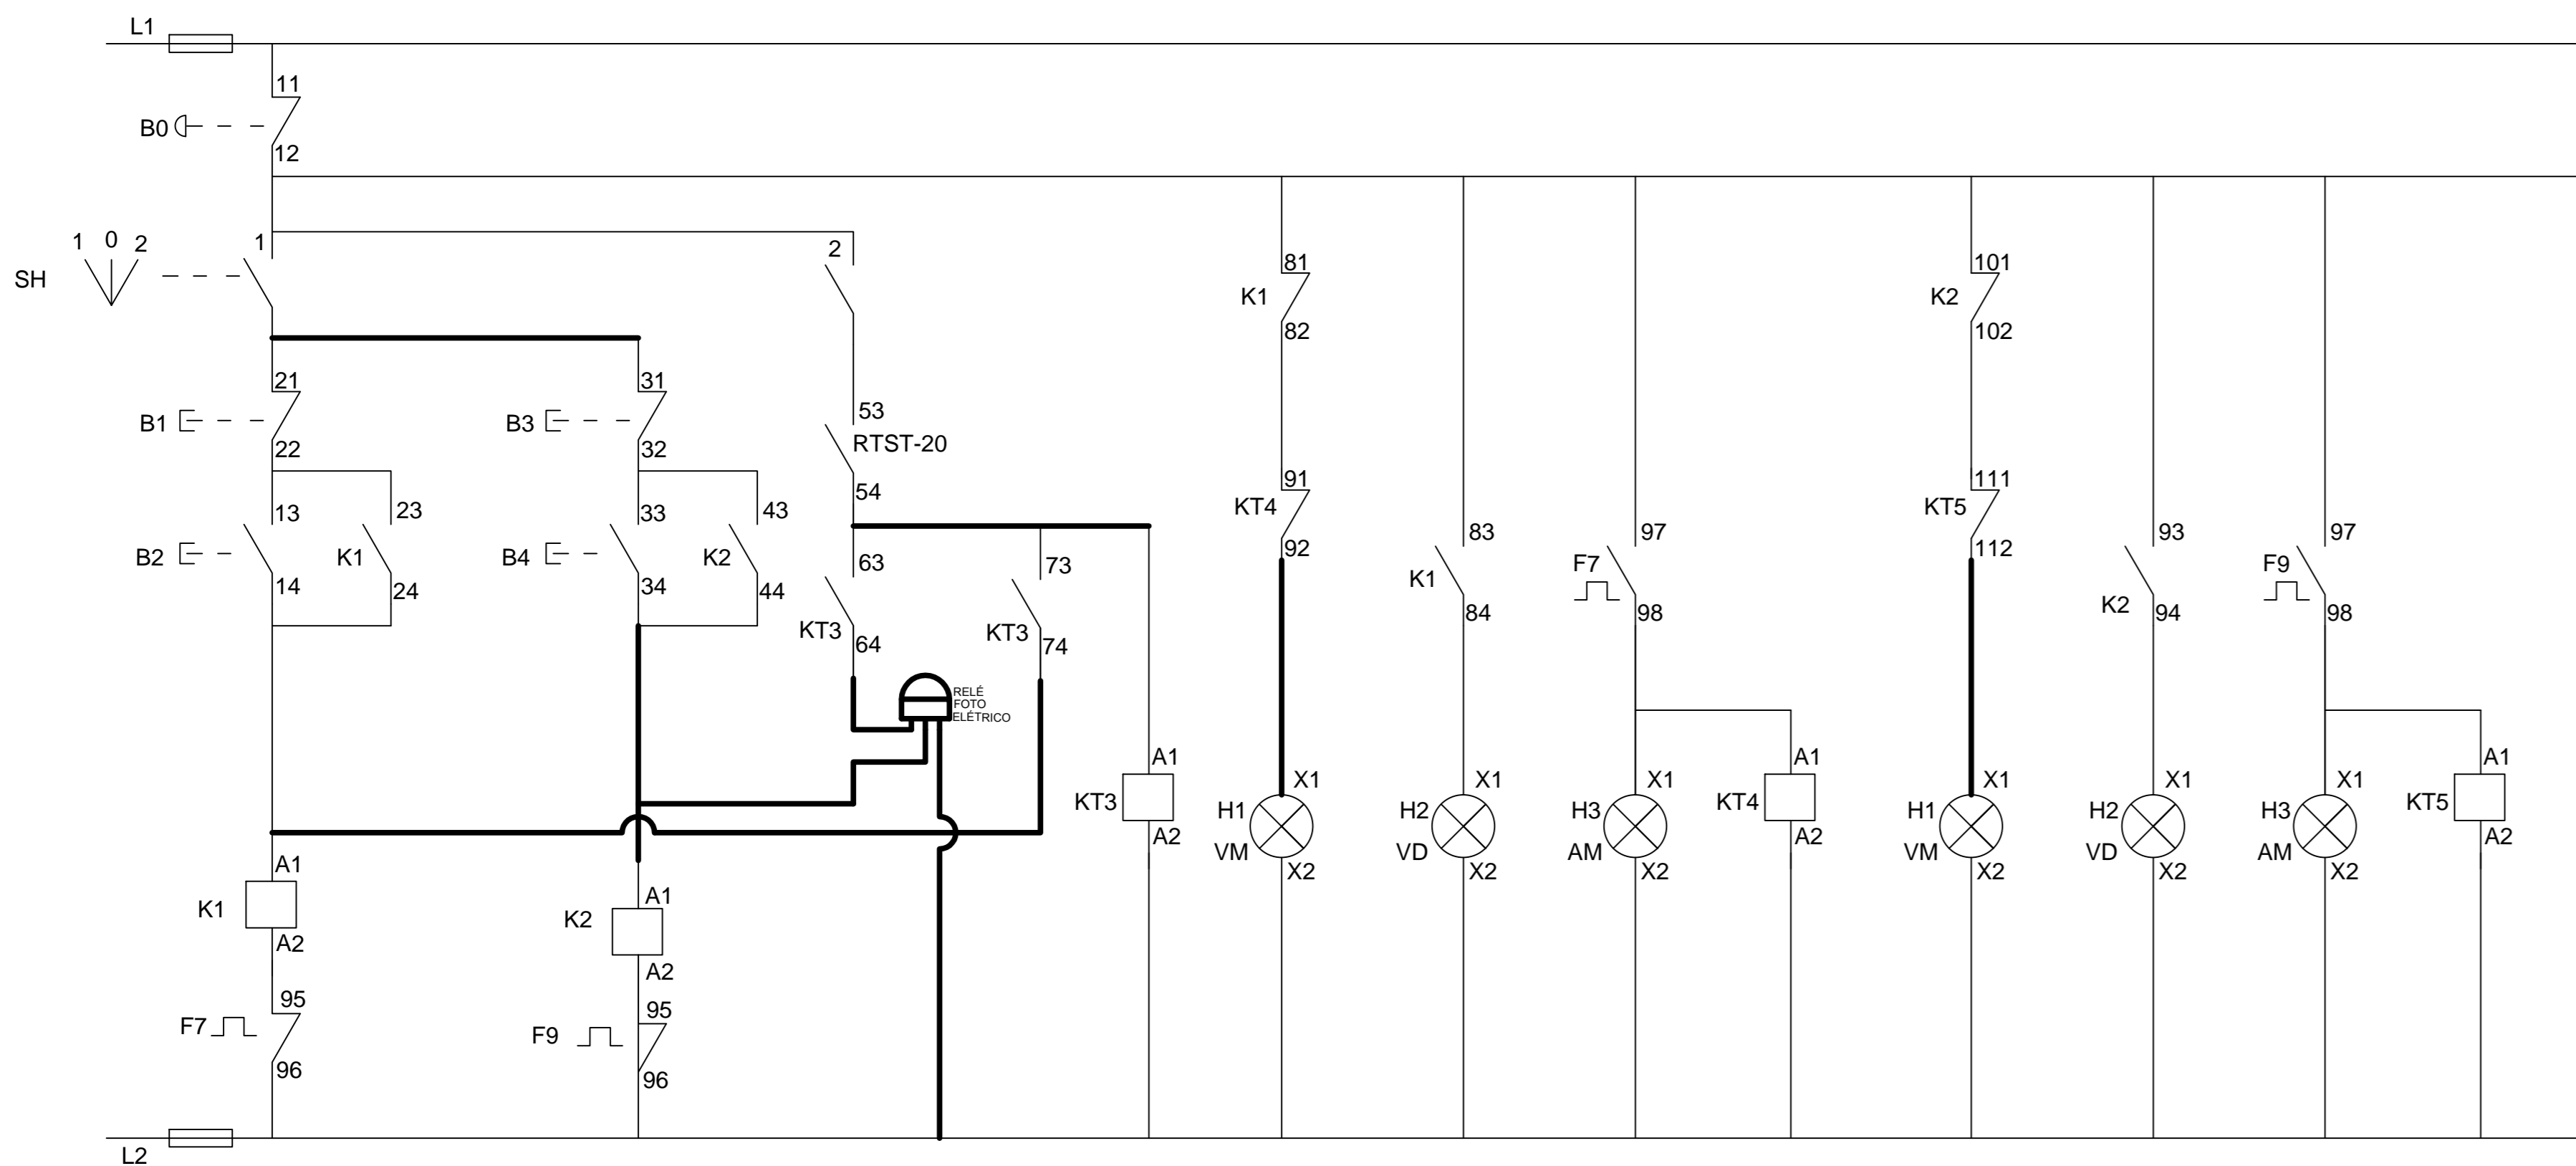 L1
11
B0
12
1 0 2
1
2
SH
81
101
K1
K2
82
102
21
31
53
B1
B3
RTST-20
22
32
54
91
111
KT4
KT5
92
112
13
23
33
43
63
73
83
97
93
97
B2
K1
B4
K2
K1
F7
K2
F9
14
24
34
44
84
98
94
98
KT3
64
KT3
74
RELÉ
FOTO
ELÉTRICO
A1
X1
X1
X1
A1
X1
X1
X1
A1
KT3
H1
H2
H3
KT4
H1
H2
H3
KT5
A2
VM
VD
AM
A2
VM
VD
AM
A2
X2
X2
X2
X2
X2
X2
A1
A1
K1
K2
A2
A2
95
95
F7
F9
96
96
L2